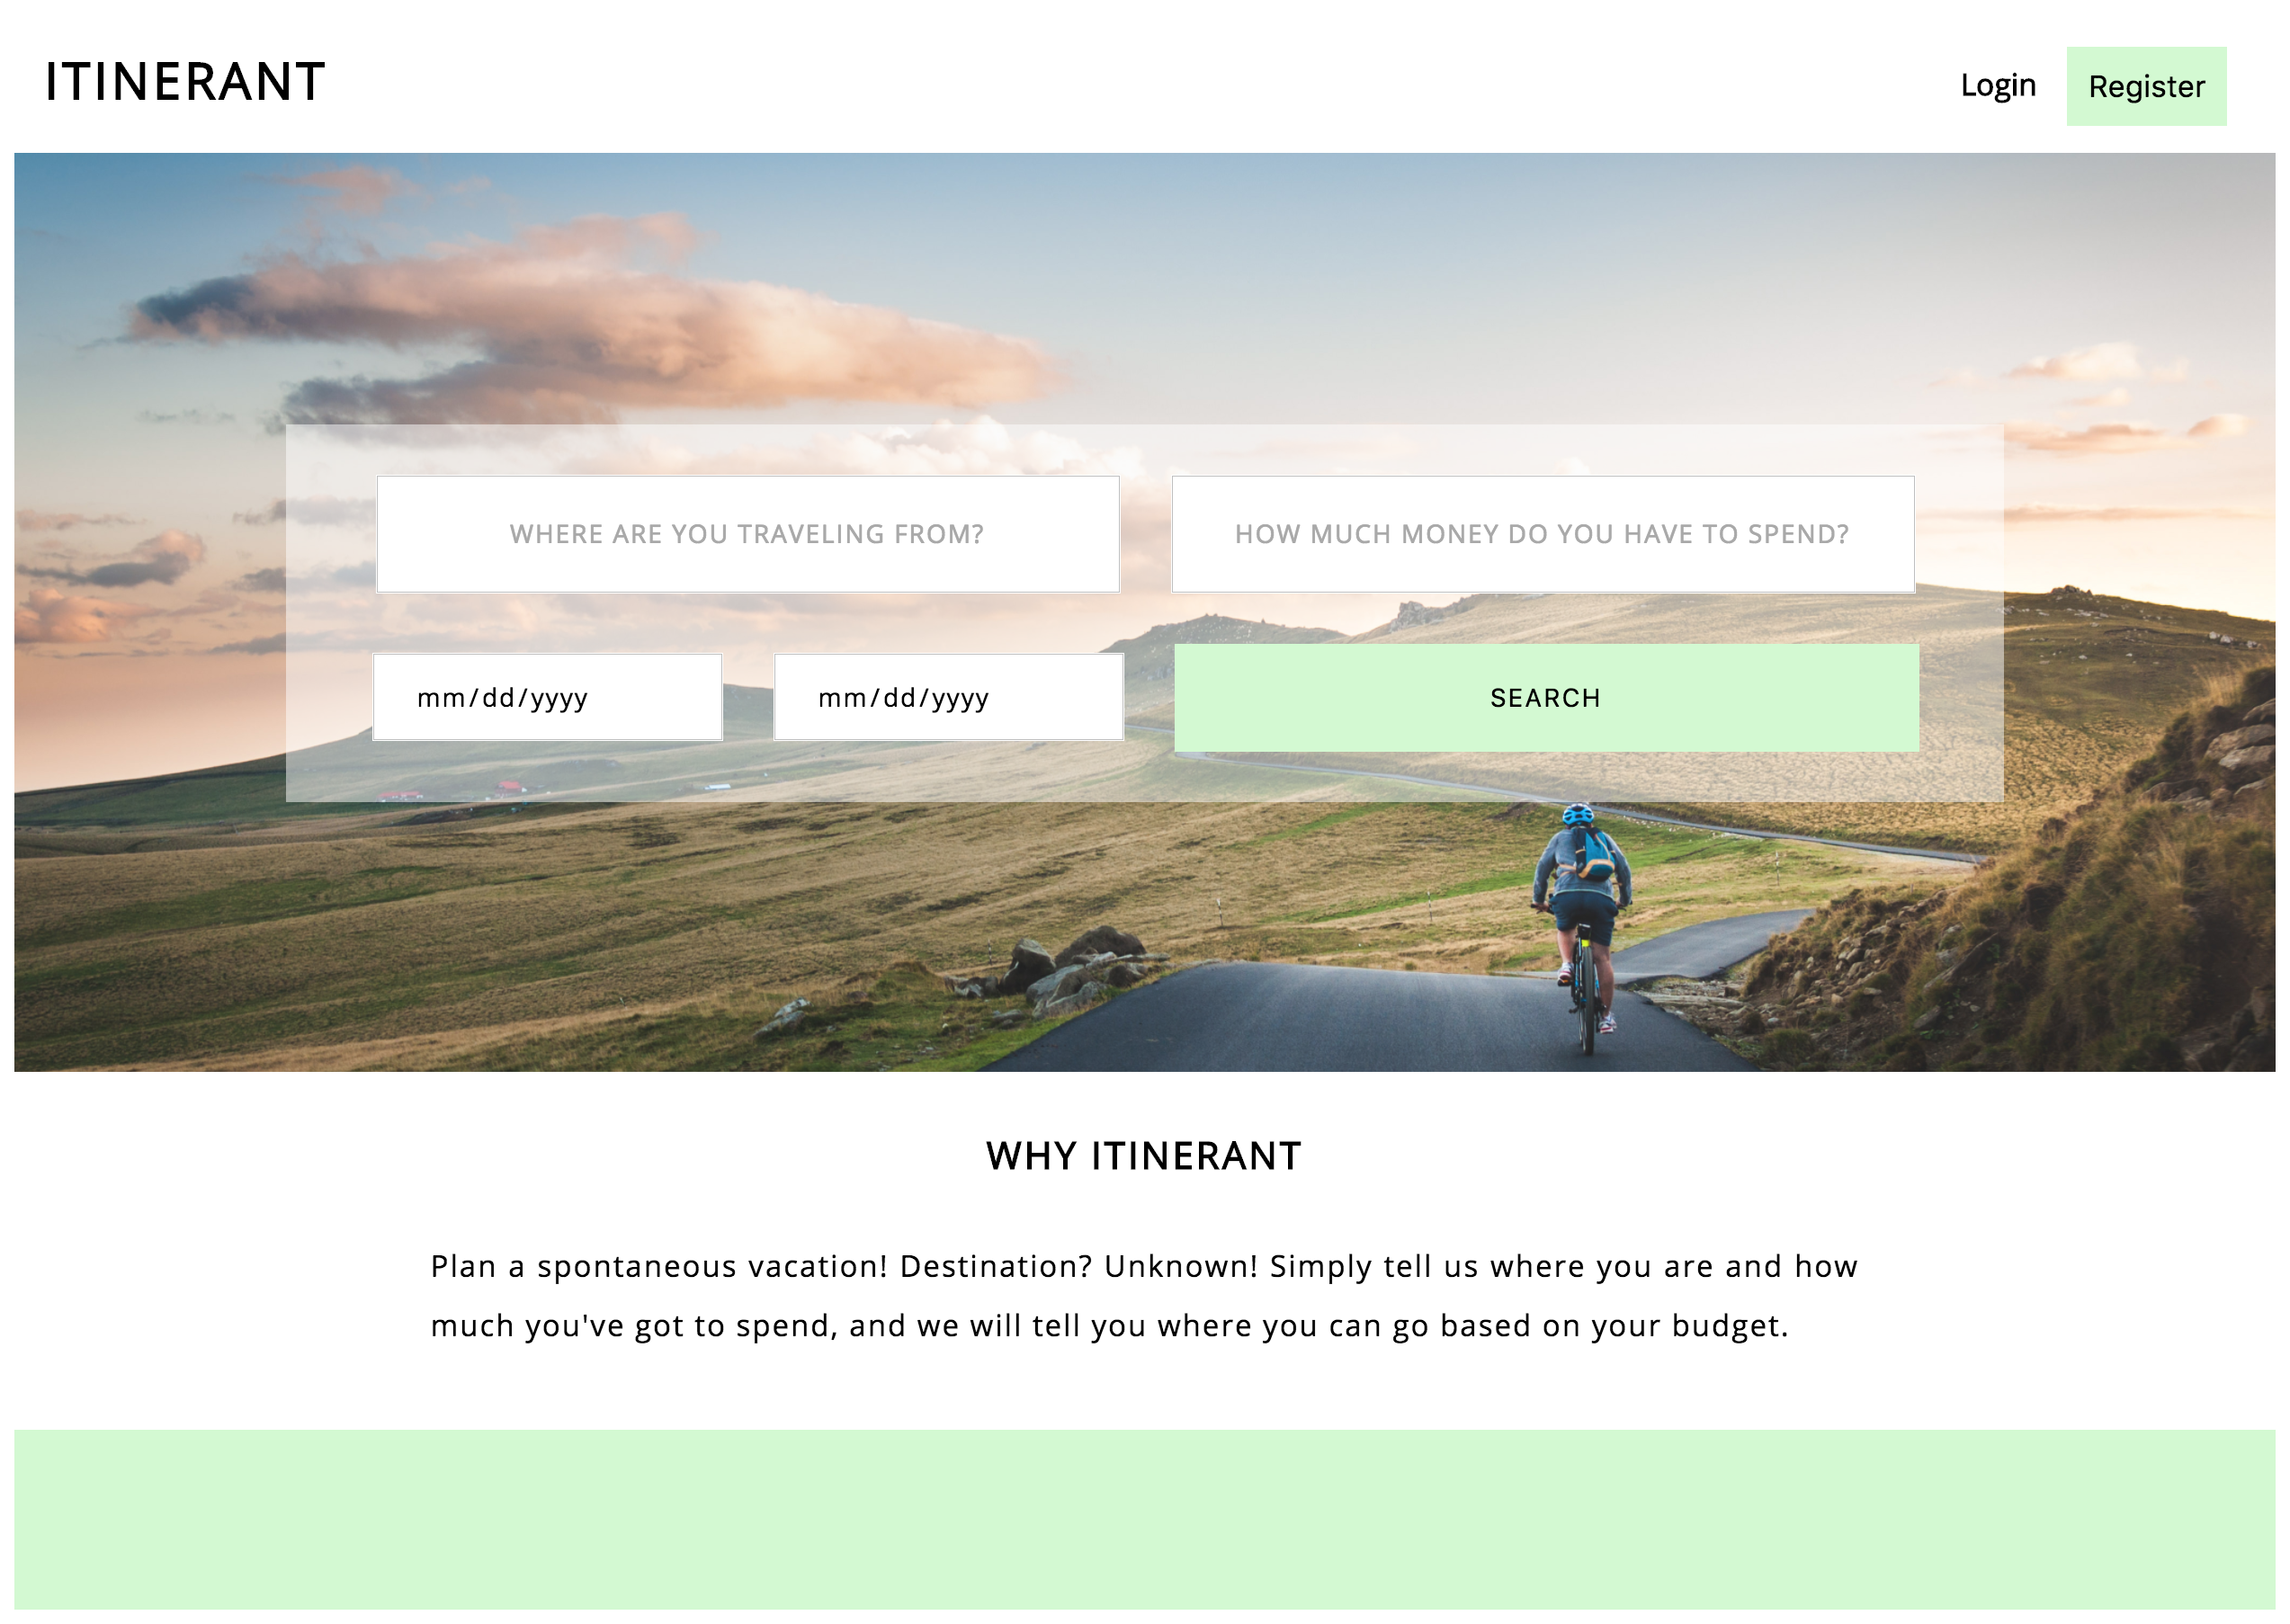 ITINERANT
Login
Register
WHERE ARE YOU TRAVELING FROM?
HOW MUCH MONEY DO YOU HAVE TO SPEND?
mm/dd/yyyy
mm/dd/yyyy
SEARCH
WHY ITINERANT
Plan a spontaneous vacation! Destination? Unknown! Simply tell us where you are and how
much you've got to spend, and we will tell you where you can go based on your budget.